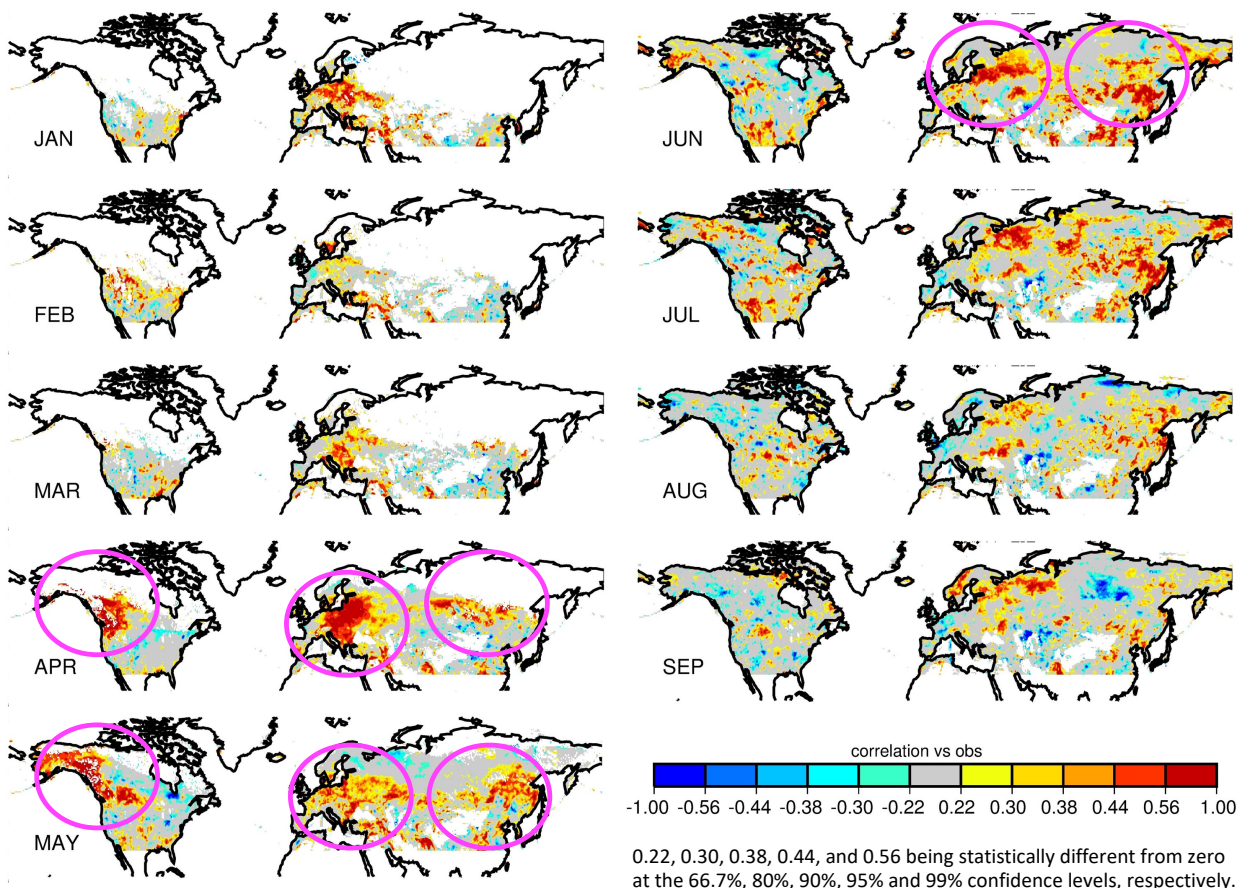 JAN
FEB
MAR
APR
MAY
JUN
JUL
AUG
SEP
correlation vs obs
-1.00 -0.56 -0.44 -0.38 -0.30 -0.22 0.22 0.30 0.38 0.44 0.56 1.00
0.22, 0.30, 0.38, 0.44, and 0.56 being statistically different from zero
at the 66.7%, 80%, 90%, 95% and 99% confidence levels, respectively.